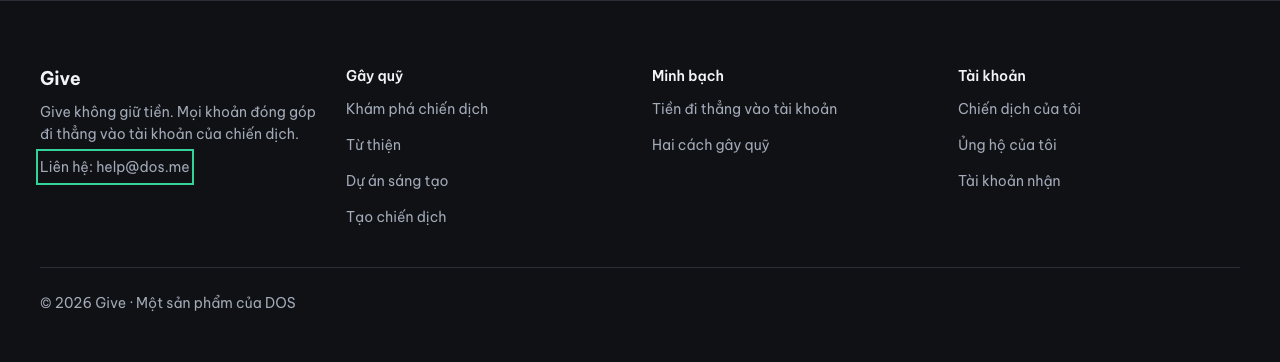 Give
Give không giữ tiền. Mọi khoản đóng góp
đi thẳng vào tài khoản của chiến dịch.
Liên hệ: help@dos.me
Gây quỹ
Khám phá chiến dịch
Từ thiện
Dự án sáng tạo
Tạo chiến dịch
Minh bạch
Tiền đi thẳng vào tài khoản
Hai cách gây quỹ
Tài khoản
Chiến dịch của tôi
Ủng hộ của tôi
Tài khoản nhận
© 2026 Give · Một sản phẩm của DOS